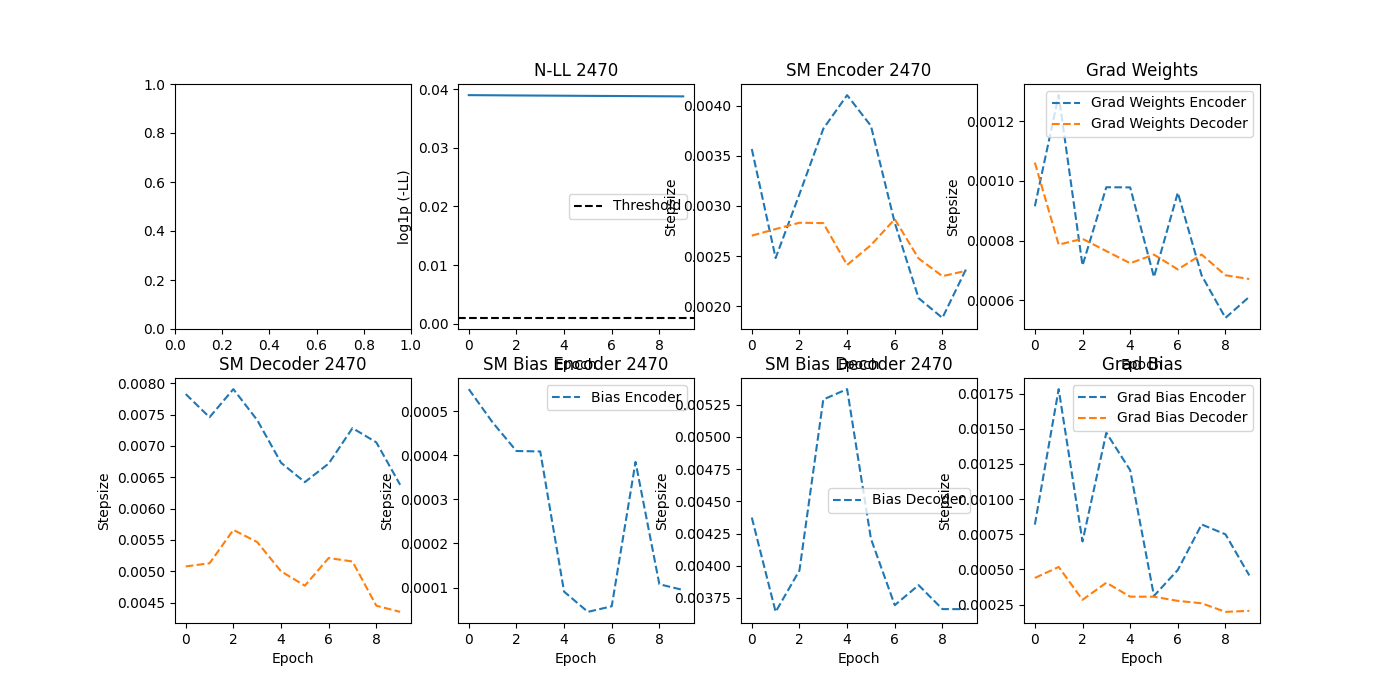 N-LL 2470
SM Encoder 2470
Grad Weights
1.0
0.8
0.6
0.4
0.2
0.0
0.0 0.2 0.4 0.6 0.8 1.0
log1p (-LL)
0.04
0.03
0.02
0.01
0.00
Threshold
0 2 4 6 8
Epoch
Stepsize
0.0040
0.0035
0.0030
0.0025
0.0020
0 2 4 6 8
Epoch
Stepsize
0.0012
0.0010
0.0008
0.0006
Grad Weights Encoder
Grad Weights Decoder
0 2 4 6 8
Epoch
SM Decoder 2470
SM Bias Encoder 2470
SM Bias Decoder 2470
Grad Bias
Stepsize
0.0080
0.0075
0.0070
0.0065
0.0060
0.0055
0.0050
0.0045
0 2 4 6 8
Epoch
Stepsize
0.0005
0.0004
0.0003
0.0002
0.0001
Bias Encoder
0 2 4 6 8
Epoch
Stepsize
0.00525
0.00500
0.00475
0.00450
0.00425
0.00400
0.00375
Bias Decoder
0 2 4 6 8
Epoch
Stepsize
0.00175
0.00150
0.00125
0.00100
0.00075
0.00050
0.00025
Grad Bias Encoder
Grad Bias Decoder
0 2 4 6 8
Epoch